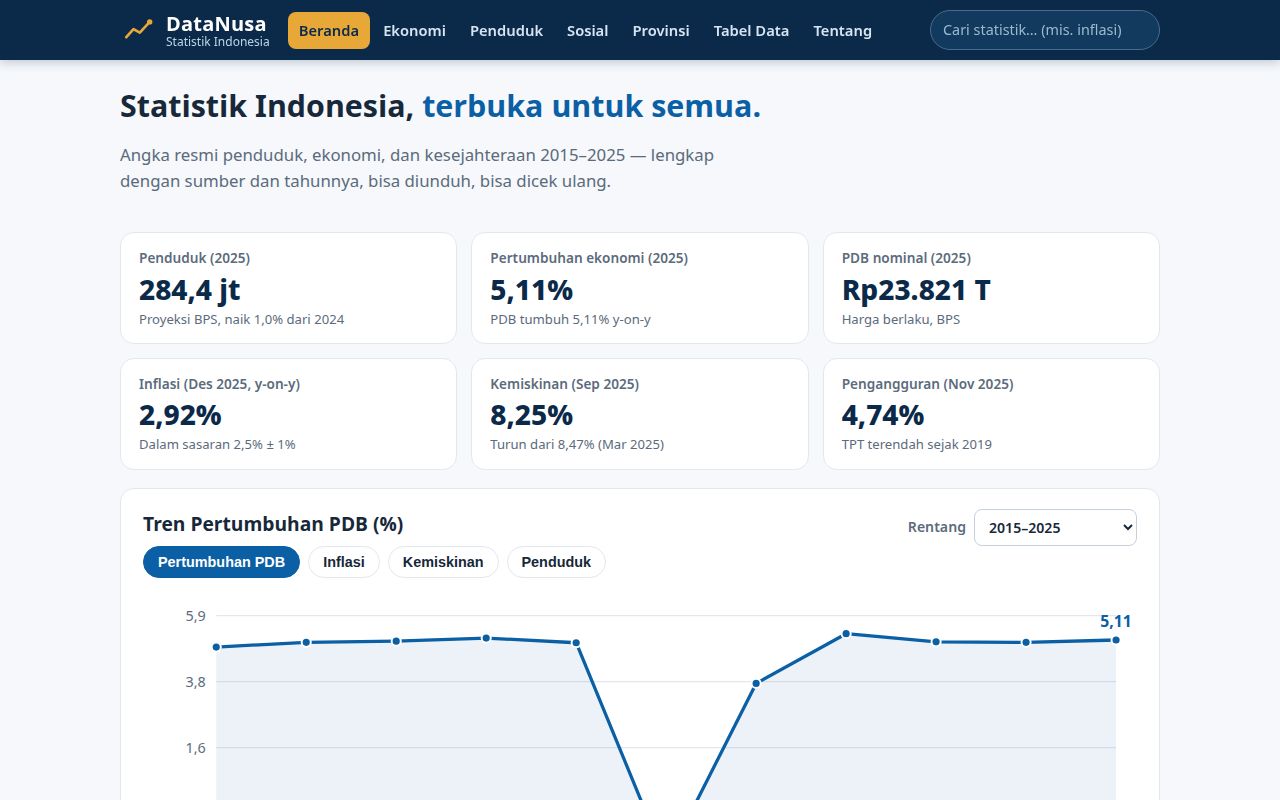 DataNusa
Statistik Indonesia
Beranda
Ekonomi
Penduduk
Sosial
Provinsi
Tabel Data
Tentang
Cari statistik… (mis. inflasi)
Statistik Indonesia, terbuka untuk semua.
Angka resmi penduduk, ekonomi, dan kesejahteraan 2015–2025 — lengkap
dengan sumber dan tahunnya, bisa diunduh, bisa dicek ulang.
Penduduk (2025)
284,4 jt
Proyeksi BPS, naik 1,0% dari 2024
Pertumbuhan ekonomi (2025)
5,11%
PDB tumbuh 5,11% y-on-y
PDB nominal (2025)
Rp23.821 T
Harga berlaku, BPS
Inflasi (Des 2025, y-on-y)
2,92%
Dalam sasaran 2,5% ± 1%
Kemiskinan (Sep 2025)
8,25%
Turun dari 8,47% (Mar 2025)
Pengangguran (Nov 2025)
4,74%
TPT terendah sejak 2019
Tren Pertumbuhan PDB (%)
Rentang
2015–2025
Pertumbuhan PDB
Inflasi
Kemiskinan
Penduduk
5,9
5,11
3,8
1,6